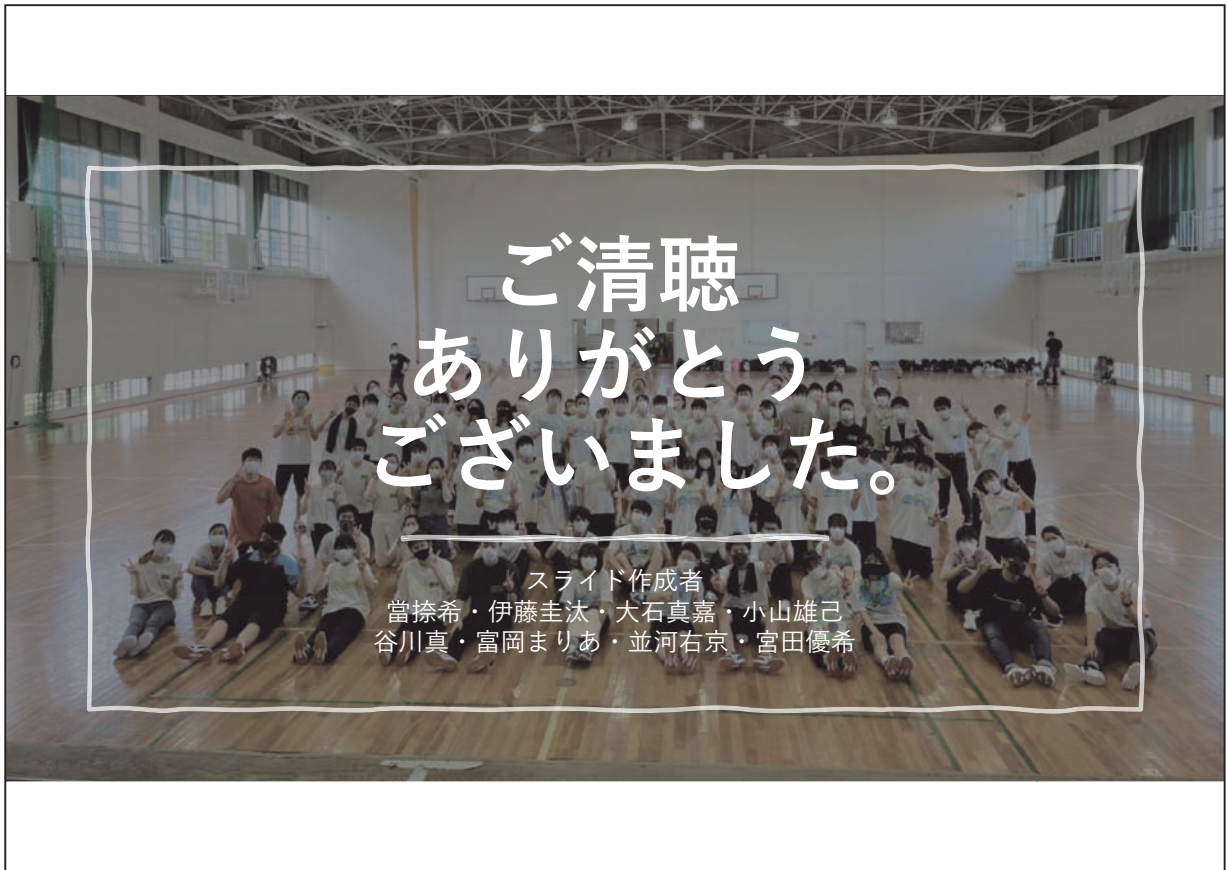 ご清聴
ありがとう
ございました。
スライド作成者
當捺希・伊藤圭汰・大石真嘉・小山雄己
谷川真・富岡まりあ・並河右京・宮田優希